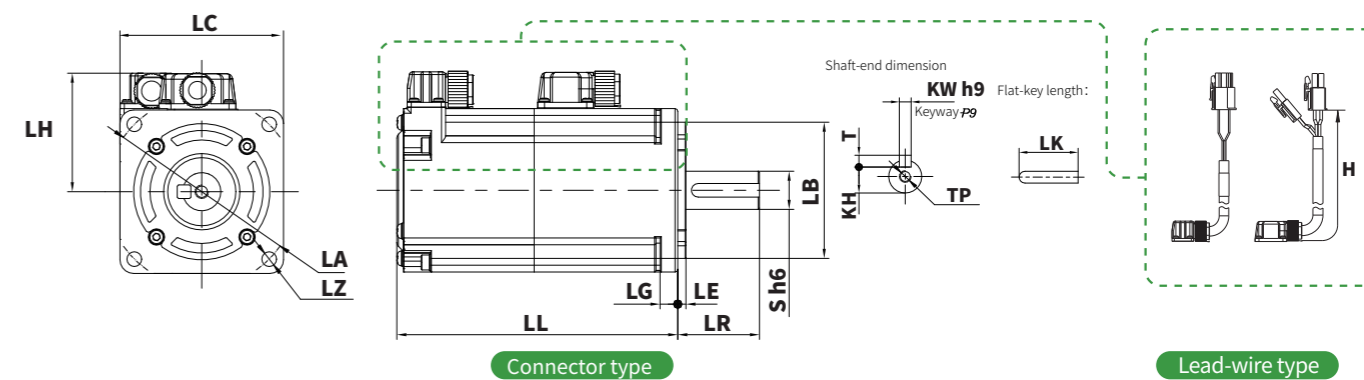 LC
LH
LA
LZ
LL
LG
LE
LR
LB
S h6
Connector type
Shaft-end dimension
KW h9
Keyway P9
T
KH
TP
Flat-key length:
LK
H
Lead-wire type